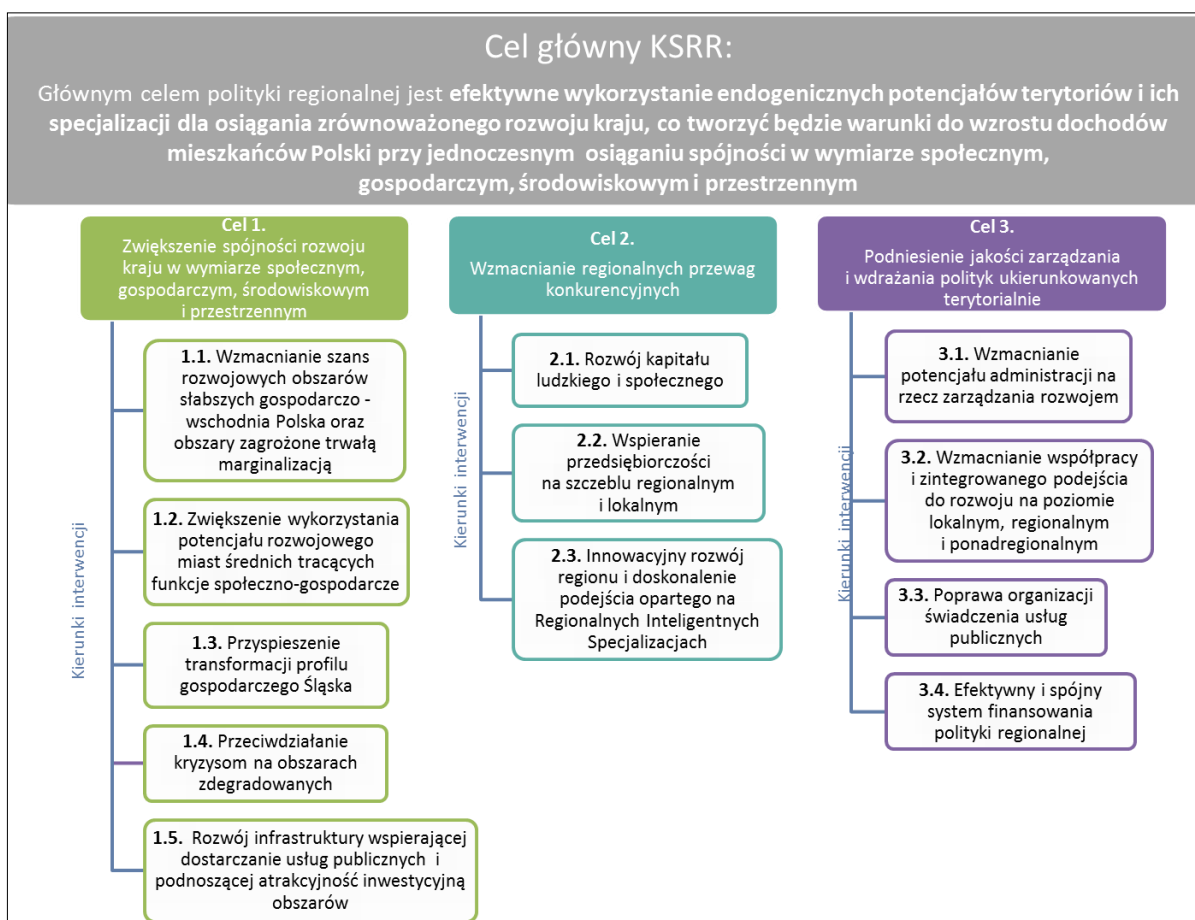 Cel główny KSRR:
Głównym celem polityki regionalnej jest efektywne wykorzystanie endogenicznych potencjałów terytoriów i ich
specjalizacji dla osiągania zrównoważonego rozwoju kraju, co tworzyć będzie warunki do wzrostu dochodów
mieszkańców Polski przy jednoczesnym osiąganiu spójności w wymiarze społecznym,
gospodarczym, środowiskowym i przestrzennym
Cel 1.
Zwiększenie spójności rozwoju
kraju w wymiarze społecznym,
gospodarczym, środowiskowym
i przestrzennym
Kierunki interwencji
1.1. Wzmacnianie szans
rozwojowych obszarów
słabszych gospodarczo -
wschodnia Polska oraz
obszary zagrożone trwałą
marginalizacją
1.2. Zwiększenie wykorzystania
potencjału rozwojowego
miast średnich tracących
funkcje społeczno-gospodarcze
1.3. Przyspieszenie
transformacji profilu
gospodarczego Śląska
1.4. Przeciwdziałanie
kryzysom na obszarach
zdegradowanych
1.5. Rozwój infrastruktury wspierającej
dostarczanie usług publicznych i
podnoszącej atrakcyjność inwestycyjną
obszarów
Cel 2.
Wzmacnianie regionalnych przewag
konkurencyjnych
Kierunki interwencji
2.1. Rozwój kapitału
ludzkiego i społecznego
2.2. Wspieranie
przedsiębiorczości
na szczeblu regionalnym
i lokalnym
2.3. Innowacyjny rozwój
regionu i doskonalenie
podejścia opartego na
Regionalnych Inteligentnych
Specjalizacjach
Cel 3.
Podniesienie jakości zarządzania
i wdrażania polityk ukierunkowanych
terytorialnie
Kierunki interwencji
3.1. Wzmacnianie
potencjału administracji na
rzecz zarządzania rozwojem
3.2. Wzmacnianie współpracy
i zintegrowanego podejścia
do rozwoju na poziomie
lokalnym, regionalnym
i ponadregionalnym
3.3. Poprawa organizacji
świadczenia usług
publicznych
3.4. Efektywny i spójny
system finansowania
polityki regionalnej